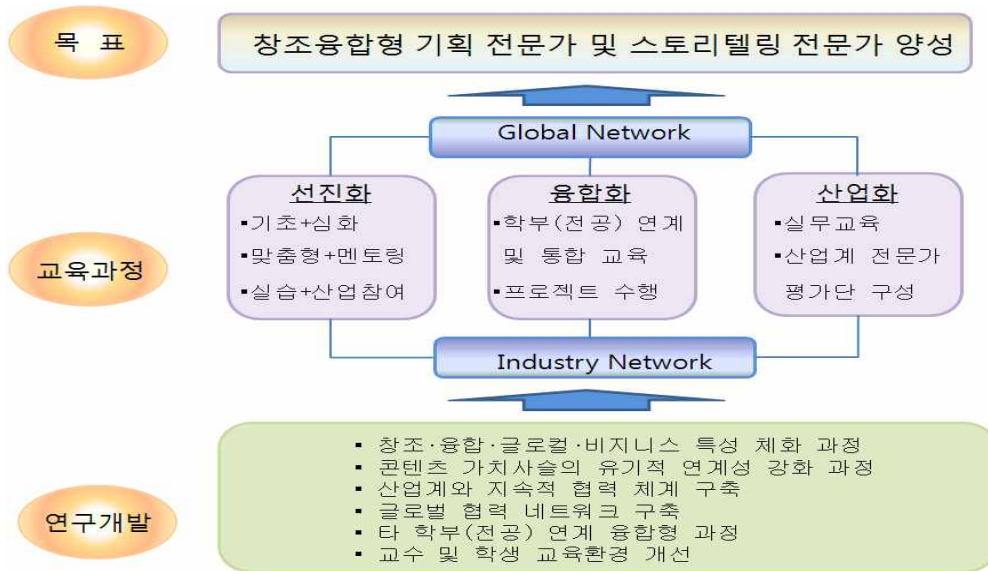 목 표
창조융합형 기획 전문가 및 스토리텔링 전문가 양성
Global Network
교육과정
선진화
▪기초+심화
▪맞춤형+멘토링
▪실습+산업참여
융합화
▪학부(전공) 연계
및 통합 교육
▪프로젝트 수행
산업화
▪실무교육
▪산업계 전문가
평가단 구성
Industry Network
연구개발
▪ 창조·융합·글로컬·비지니스 특성 체화 과정
▪ 콘텐츠 가치사슬의 유기적 연계성 강화 과정
▪ 산업계와 지속적 협력 체계 구축
▪ 글로벌 협력 네트워크 구축
▪ 타 학부(전공) 연계 융합형 과정
▪ 교수 및 학생 교육환경 개선